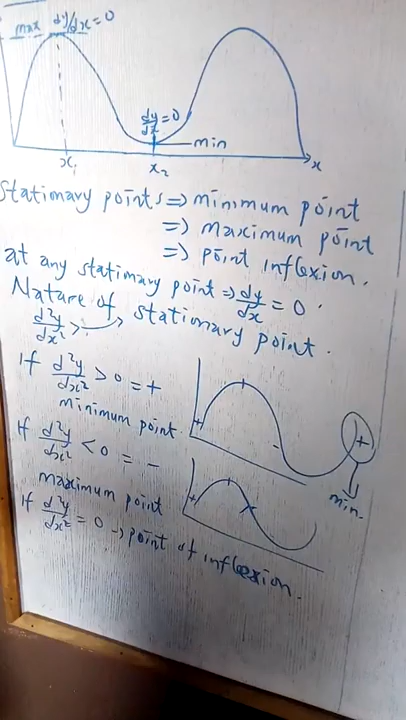 max dy/dx = 0
dy/dx = 0
min
x₁
x₂
x
Stationary points ⇒ minimum point
⇒ maximum point
⇒ point inflexion.
at any stationary point ⇒ dy/dx = 0.
Nature of stationary point.
d²y/dx² >
If d²y/dx² > 0 = +
minimum point
If d²y/dx² < 0 = -
maximum point
If d²y/dx² = 0 → point of inflexion.
+
-
+
min.
+
-